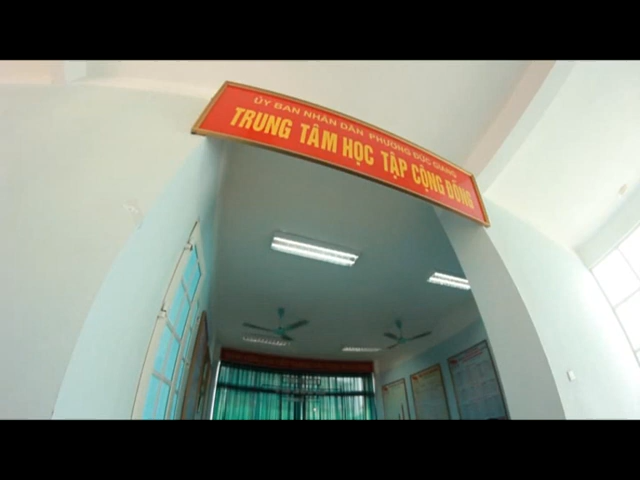 ỦY BAN NHÂN DÂN PHƯỜNG ĐỨC GIANG
TRUNG TÂM HỌC TẬP CỘNG ĐỒNG